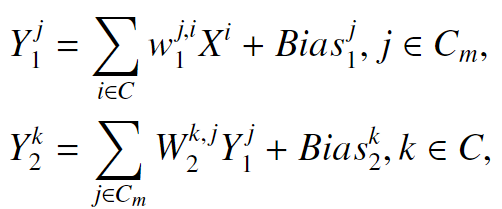 Y_1^j = \sum_{i \in C} w_1^{j,i} X^i + Bias_1^j, j \in C_m,
Y_2^k = \sum_{j \in C_m} W_2^{k,j} Y_1^j + Bias_2^k, k \in C,